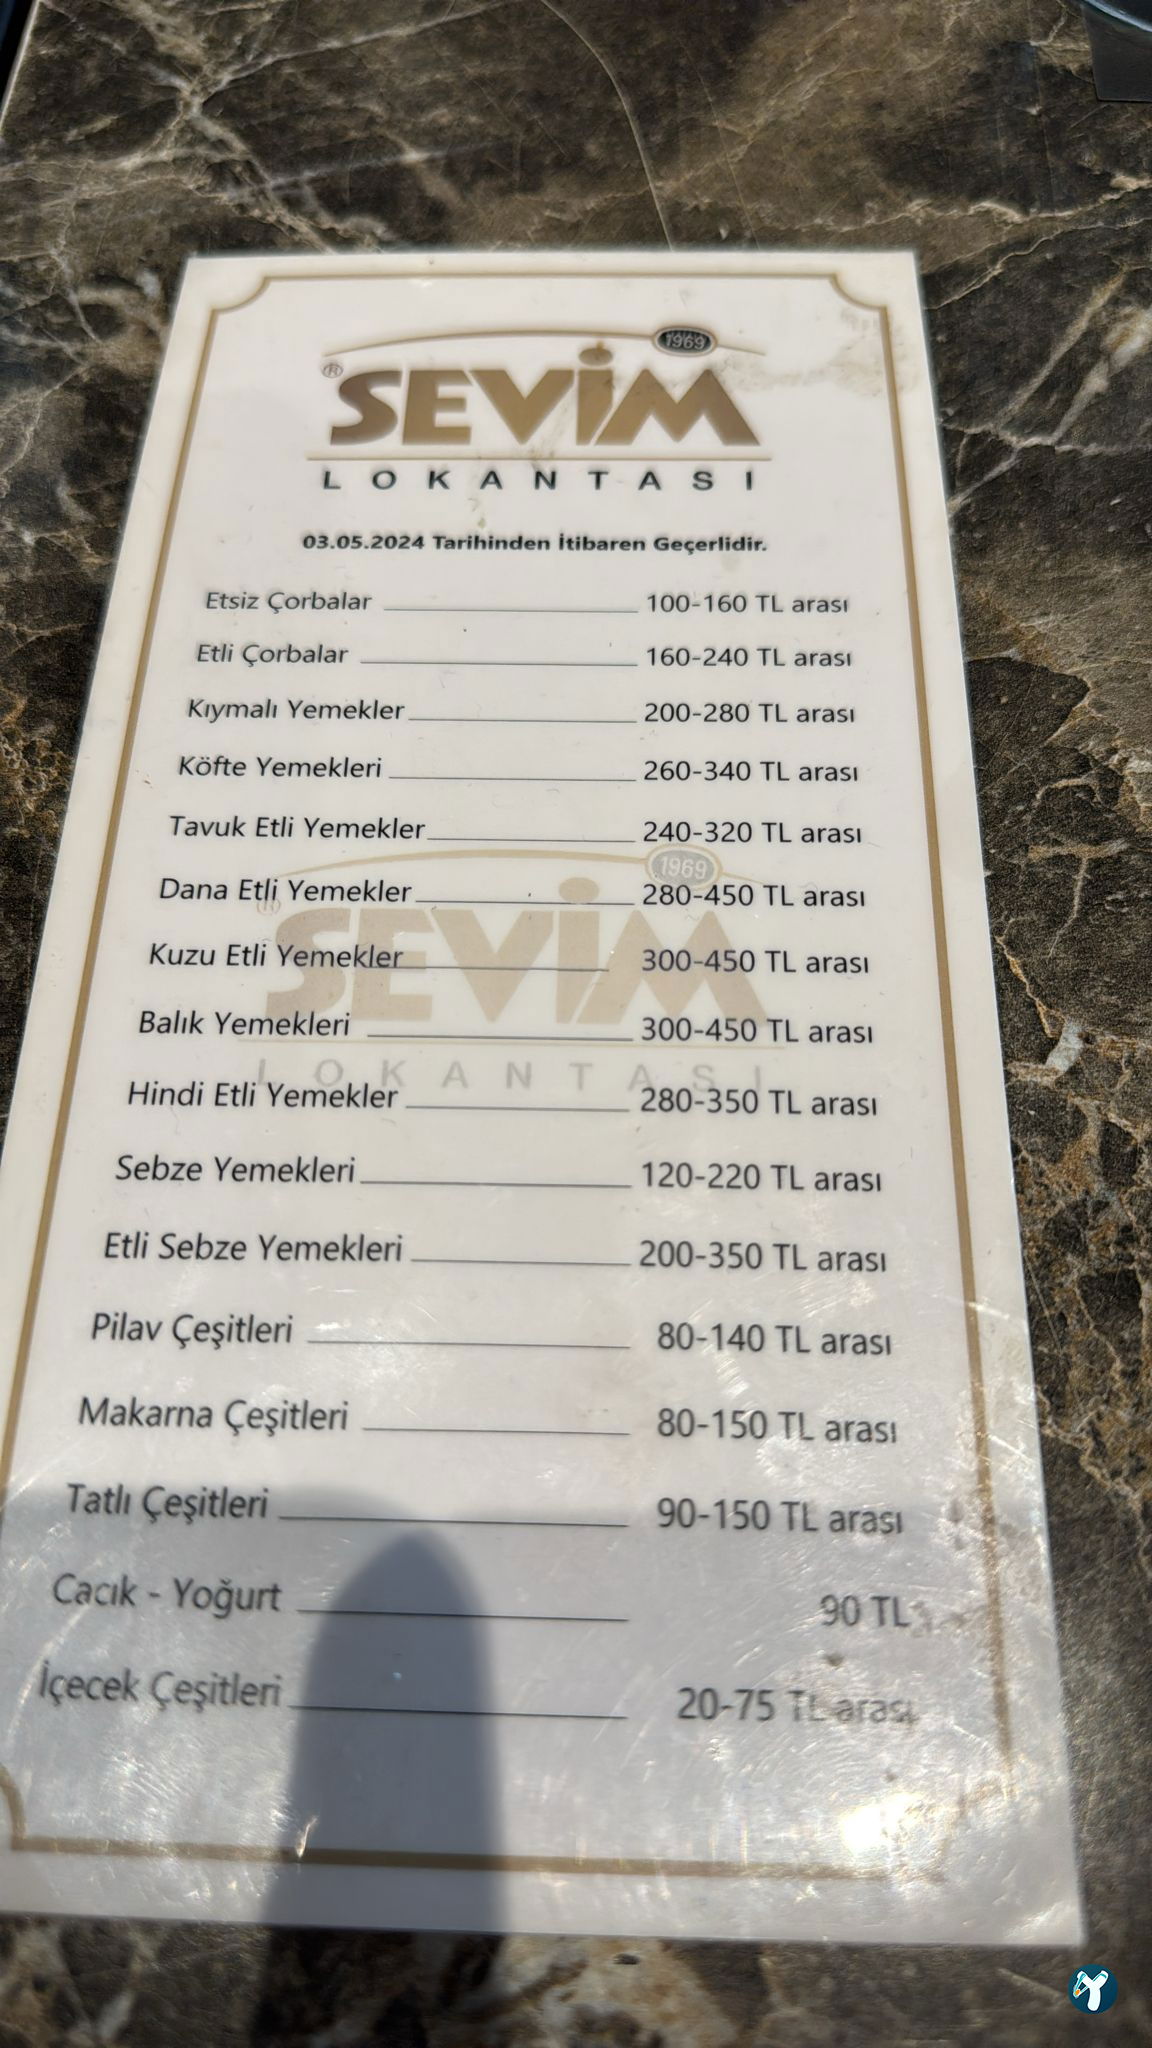 1969
® SEVİM
LOKANTASI
03.05.2024 Tarihinden İtibaren Geçerlidir.
Etsiz Çorbalar 100-160 TL arası
Etli Çorbalar 160-240 TL arası
Kıymalı Yemekler 200-280 TL arası
Köfte Yemekleri 260-340 TL arası
Tavuk Etli Yemekler 240-320 TL arası
1969
Dana Etli Yemekler 280-450 TL arası
® SEVİM
Kuzu Etli Yemekler 300-450 TL arası
Balık Yemekleri 300-450 TL arası
LOKANTASI
Hindi Etli Yemekler 280-350 TL arası
Sebze Yemekleri 120-220 TL arası
Etli Sebze Yemekleri 200-350 TL arası
Pilav Çeşitleri 80-140 TL arası
Makarna Çeşitleri 80-150 TL arası
Tatlı Çeşitleri 90-150 TL arası
Cacık - Yoğurt 90 TL
İçecek Çeşitleri 20-75 TL arası